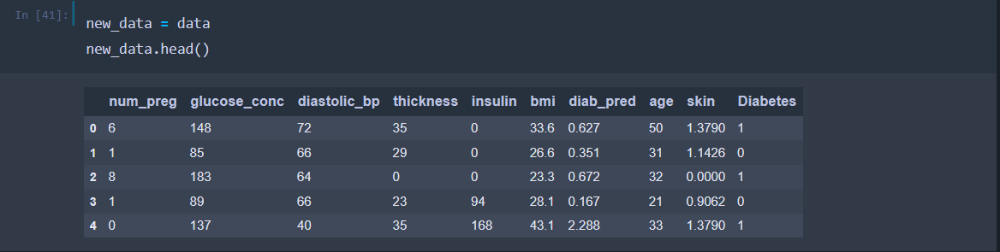 In [41]:
new_data = data
new_data.head()
num_preg glucose_conc diastolic_bp thickness insulin bmi diab_pred age skin Diabetes
0 6 148 72 35 0 33.6 0.627 50 1.3790 1
1 1 85 66 29 0 26.6 0.351 31 1.1426 0
2 8 183 64 0 0 23.3 0.672 32 0.0000 1
3 1 89 66 23 94 28.1 0.167 21 0.9062 0
4 0 137 40 35 168 43.1 2.288 33 1.3790 1